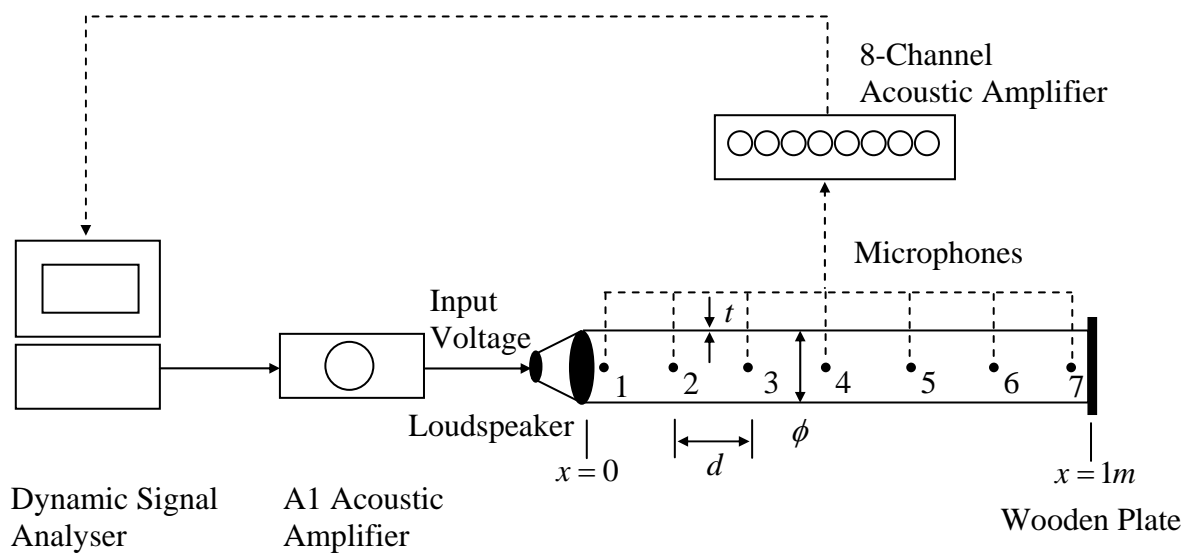 8-Channel
Acoustic Amplifier
Microphones
Input
Voltage
t
1 2 3 4 5 6 7
Loudspeaker
ϕ
x = 0
d
x = 1m
Dynamic Signal
Analyser
A1 Acoustic
Amplifier
Wooden Plate